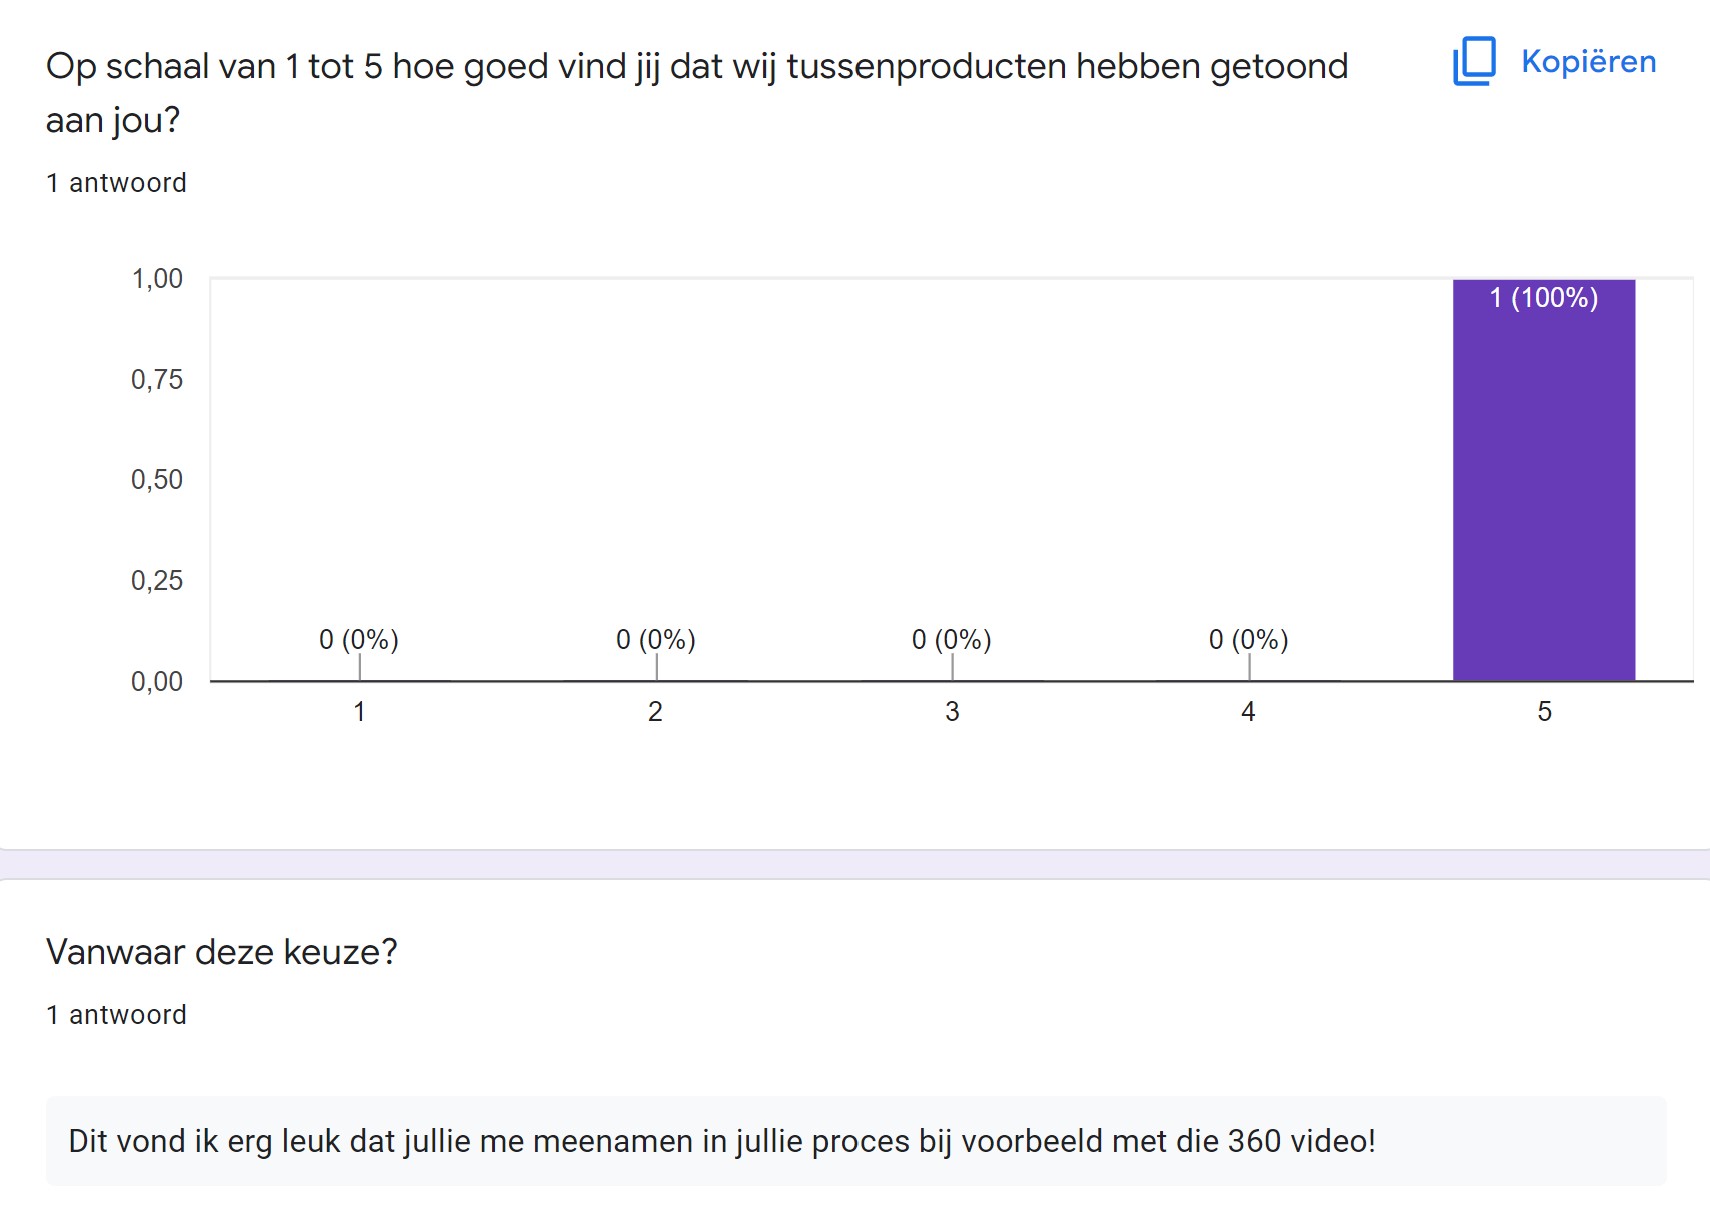 Op schaal van 1 tot 5 hoe goed vind jij dat wij tussenproducten hebben getoond
aan jou?
Kopiëren
1 antwoord
1,00
0,75
0,50
0,25
0,00
0 (0%)
0 (0%)
0 (0%)
0 (0%)
1 (100%)
1
2
3
4
5
Vanwaar deze keuze?
1 antwoord
Dit vond ik erg leuk dat jullie me meenamen in jullie proces bij voorbeeld met die 360 video!